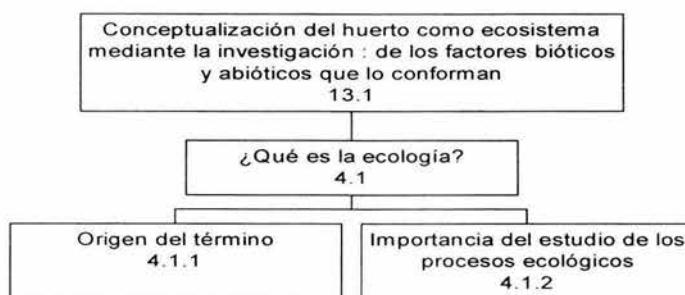 Conceptualización del huerto como ecosistema
mediante la investigación : de los factores bióticos
y abióticos que lo conforman
13.1
¿Qué es la ecología?
4.1
Origen del término
4.1.1
Importancia del estudio de los
procesos ecológicos
4.1.2